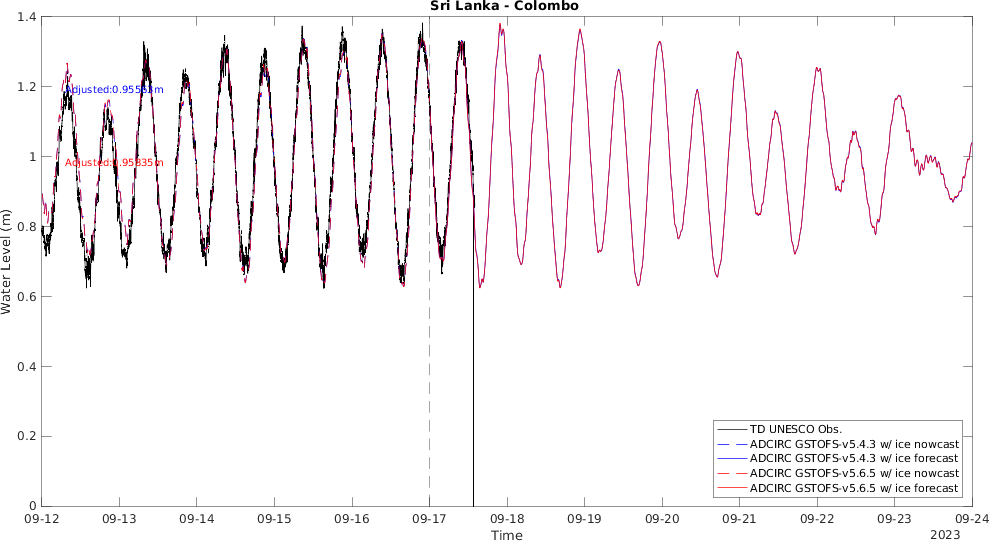 Sri Lanka - Colombo
1.4
1.2
1
0.8
0.6
0.4
0.2
0
Water Level (m)
Adjusted:0.95563m
Adjusted:0.95835m
TD UNESCO Obs.
ADCIRC GSTOFS-v5.4.3 w/ ice nowcast
ADCIRC GSTOFS-v5.4.3 w/ ice forecast
ADCIRC GSTOFS-v5.6.5 w/ ice nowcast
ADCIRC GSTOFS-v5.6.5 w/ ice forecast
09-12 09-13 09-14 09-15 09-16 09-17 09-18 09-19 09-20 09-21 09-22 09-23 09-24
Time
2023